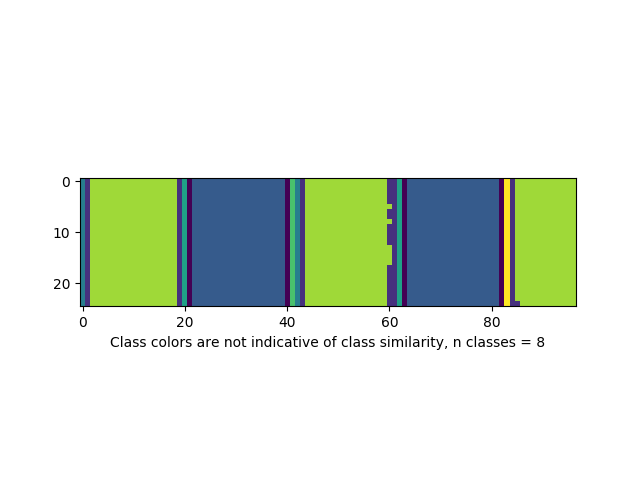 0
10
20
0 20 40 60 80
Class colors are not indicative of class similarity, n classes = 8